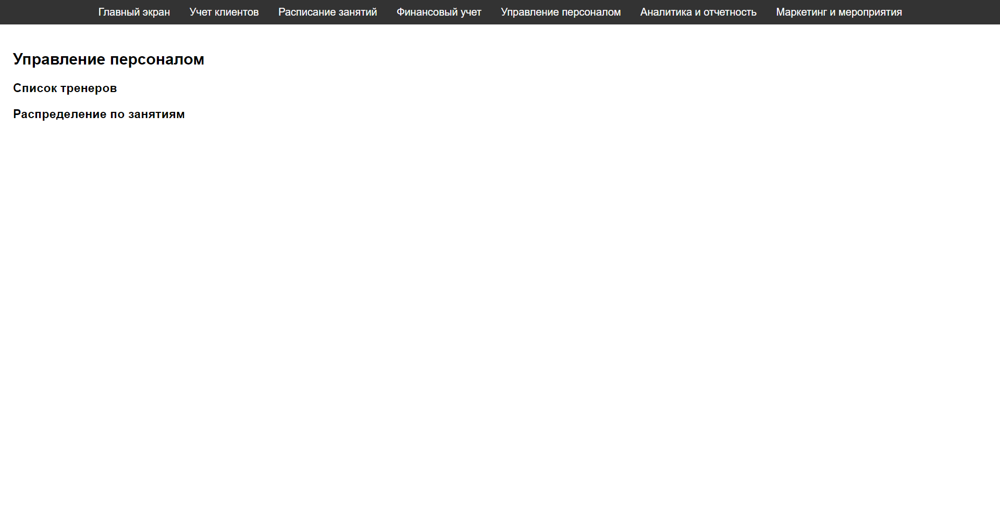 Главный экран Учет клиентов Расписание занятий Финансовый учет Управление персоналом Аналитика и отчетность Маркетинг и мероприятия
Управление персоналом
Список тренеров
Распределение по занятиям